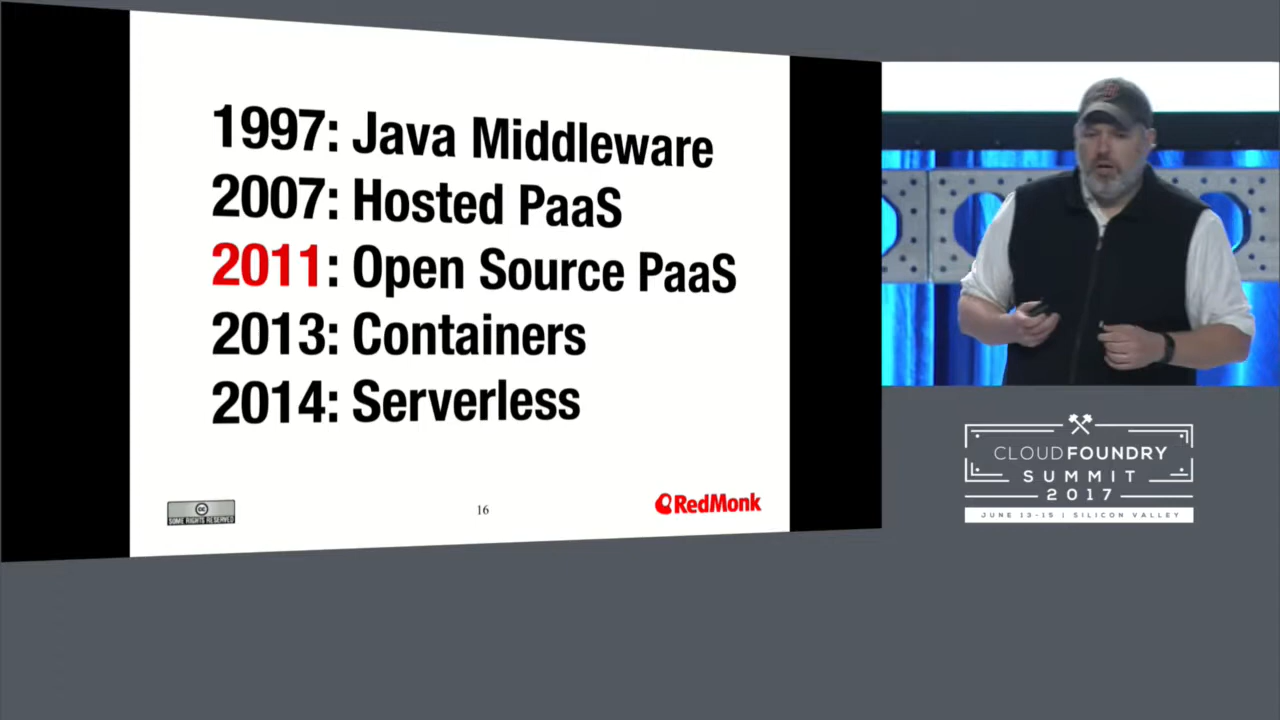 1997: Java Middleware
2007: Hosted PaaS
2011: Open Source PaaS
2013: Containers
2014: Serverless
cc
SOME RIGHTS RESERVED
16
RedMonk
CLOUDFOUNDRY
SUMMIT
2017
JUNE 13-15 | SILICON VALLEY